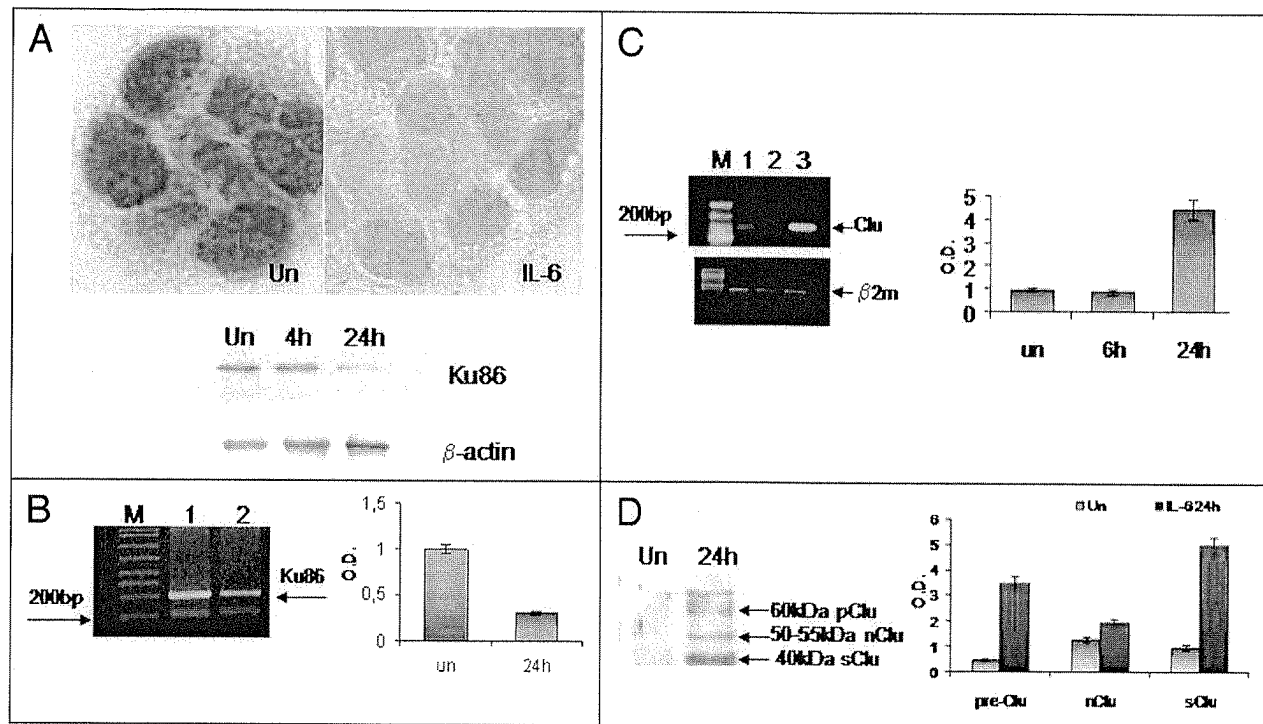 A
Un
IL-6
Un 4h 24h
Ku86
β-actin
B
M 1 2
Ku86
200bp
1,5
1
0,5
0
O.D.
un 24h
C
M 1 2 3
200bp
Clu
β2m
5
4
3
2
1
0
O.D.
un 6h 24h
D
Un 24h
60kDa pClu
50-55kDa nClu
40kDa sClu
Un IL-6 24h
6
5
4
3
2
1
0
O.D.
pre-Clu nClu sClu